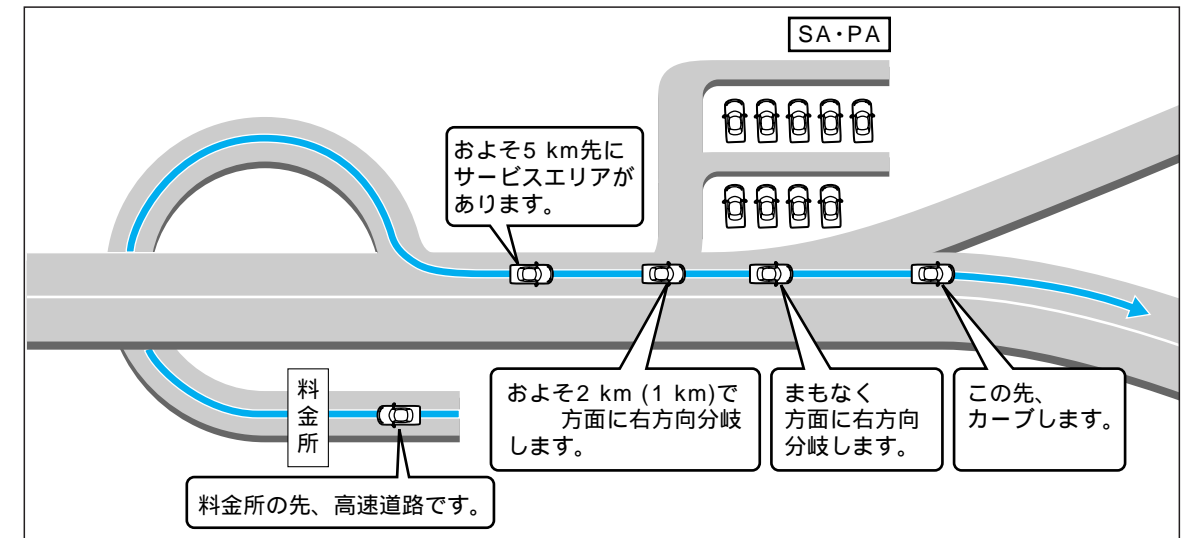 SA・PA
およそ5 km先に
サービスエリアが
あります。
およそ2 km (1 km)で
方面に右方向分岐
します。
まもなく
方面に右方向
分岐します。
この先、
カーブします。
料金所
料金所の先、高速道路です。